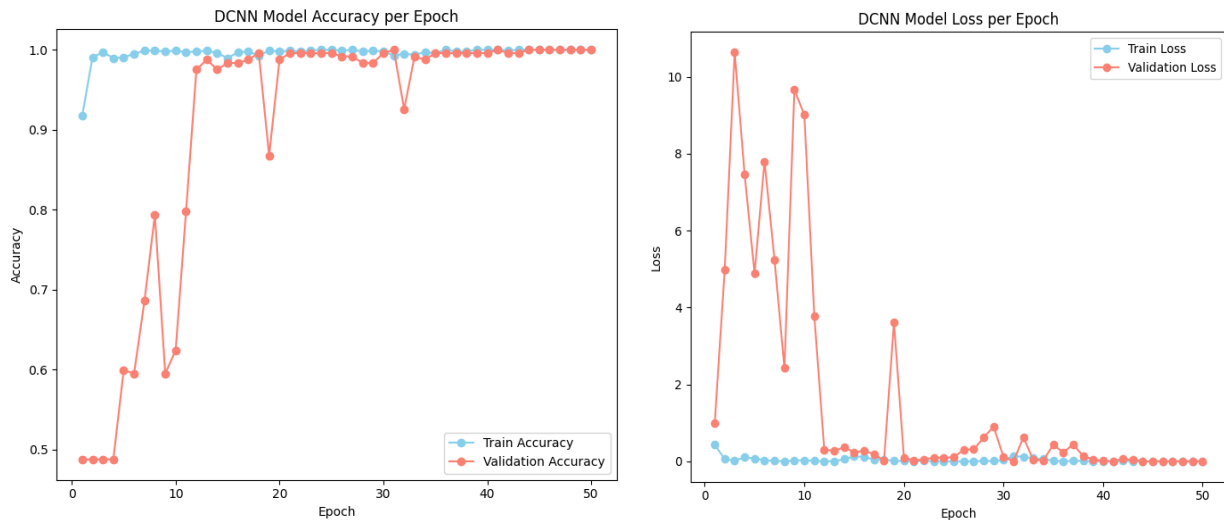 DCNN Model Accuracy per Epoch
1.0
0.9
0.8
0.7
0.6
0.5
Accuracy
0
10
20
30
40
50
Epoch
Train Accuracy
Validation Accuracy
DCNN Model Loss per Epoch
10
8
6
4
2
0
Loss
0
10
20
30
40
50
Epoch
Train Loss
Validation Loss